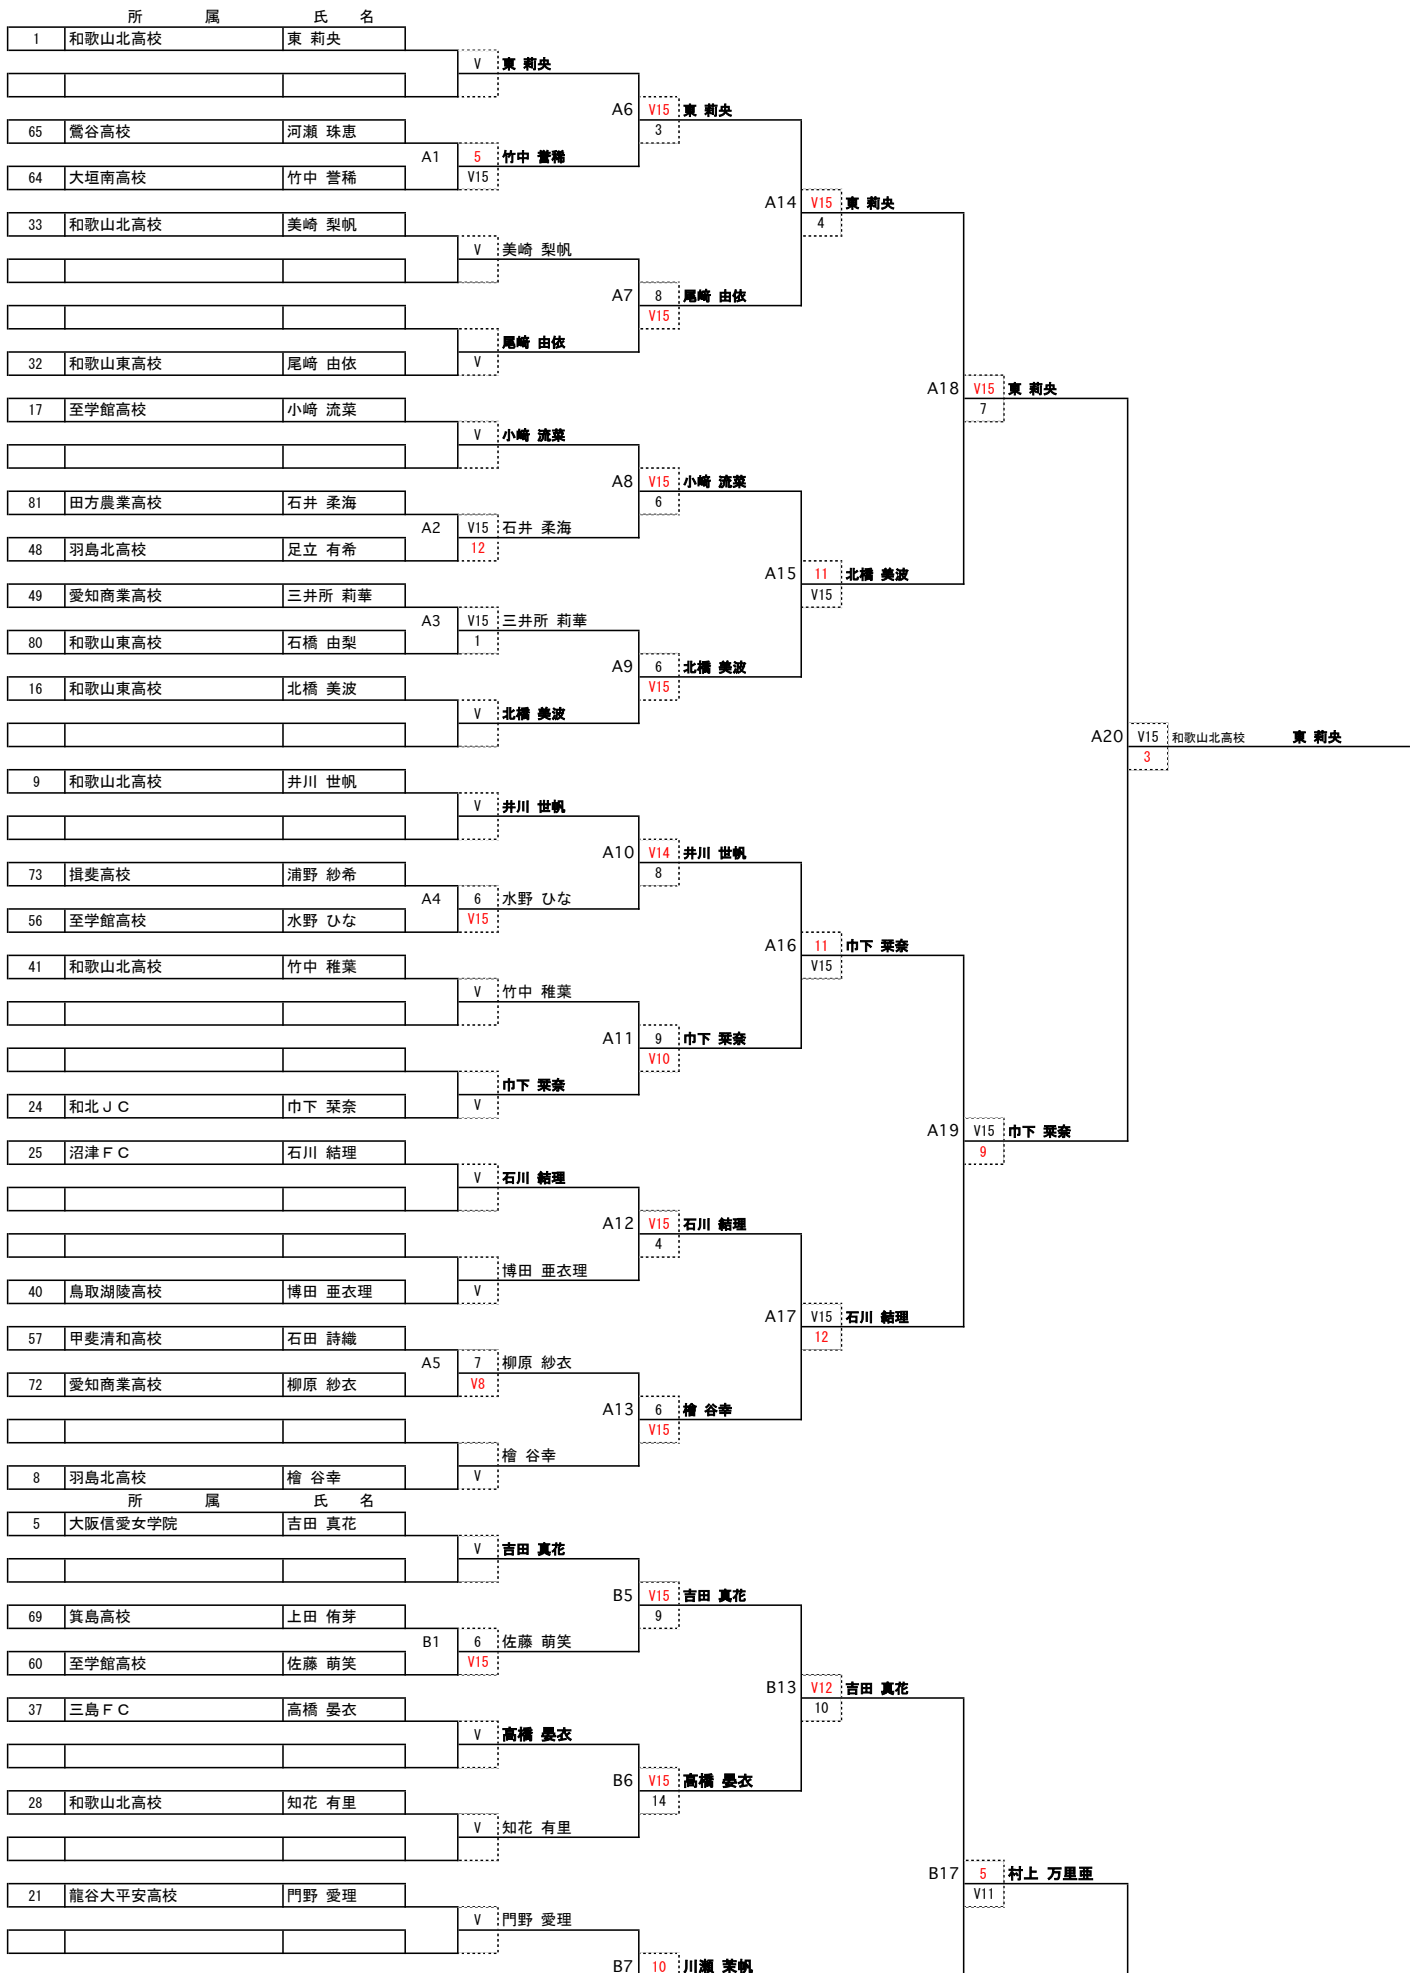 所 属 氏 名
1 和歌山北高校 東 莉央
V 東 莉央
A6 V15 東 莉央
65 鶯谷高校 河瀬 珠恵
3
A1 5 竹中 誉稀
64 大垣南高校 竹中 誉稀
V15
A14 V15 東 莉央
33 和歌山北高校 美崎 梨帆
4
V 美崎 梨帆
A7 8 尾﨑 由依
V15
尾﨑 由依
32 和歌山東高校 尾﨑 由依
V
A18 V15 東 莉央
17 至学館高校 小﨑 流菜
7
V 小﨑 流菜
A8 V15 小﨑 流菜
81 田方農業高校 石井 柔海
6
A2 V15 石井 柔海
48 羽島北高校 足立 有希
12
A15 11 北橋 美波
49 愛知商業高校 三井所 莉華
V15
A3 V15 三井所 莉華
80 和歌山東高校 石橋 由梨
1
A9 6 北橋 美波
16 和歌山東高校 北橋 美波
V15
V 北橋 美波
A20 V15 和歌山北高校 東 莉央
3
9 和歌山北高校 井川 世帆
V 井川 世帆
A10 V14 井川 世帆
73 揖斐高校 浦野 紗希
8
A4 6 水野 ひな
56 至学館高校 水野 ひな
V15
A16 11 巾下 栞奈
41 和歌山北高校 竹中 稚葉
V15
V 竹中 稚葉
A11 9 巾下 栞奈
V10
巾下 栞奈
24 和北ＪＣ 巾下 栞奈
V
A19 V15 巾下 栞奈
25 沼津ＦＣ 石川 結理
9
V 石川 結理
A12 V15 石川 結理
4
博田 亜衣理
40 鳥取湖陵高校 博田 亜衣理
V
A17 V15 石川 結理
57 甲斐清和高校 石田 詩織
12
A5 7 柳原 紗衣
72 愛知商業高校 柳原 紗衣
V8
A13 6 檜 谷幸
V15
檜 谷幸
8 羽島北高校 檜 谷幸
V
所 属 氏 名
5 大阪信愛女学院 吉田 真花
V 吉田 真花
B5 V15 吉田 真花
69 箕島高校 上田 侑芽
9
B1 6 佐藤 萌笑
60 至学館高校 佐藤 萌笑
V15
B13 V12 吉田 真花
37 三島ＦＣ 高橋 晏衣
10
V 高橋 晏衣
B6 V15 高橋 晏衣
28 和歌山北高校 知花 有里
14
V 知花 有里
B17 5 村上 万里亜
21 龍谷大平安高校 門野 愛理
V11
V 門野 愛理
B7 10 川瀬 茉帆